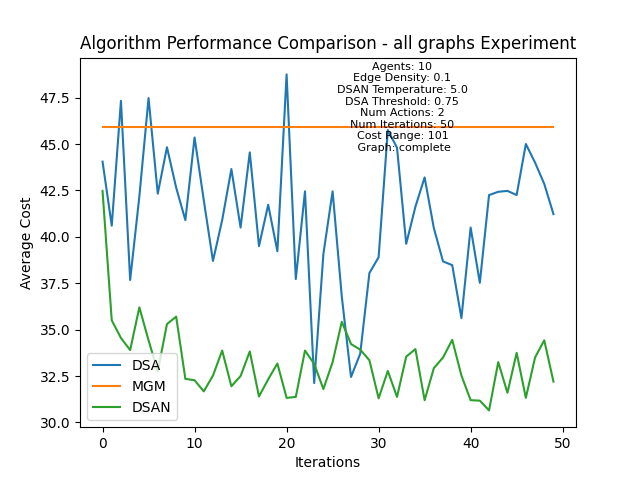 Algorithm Performance Comparison - all graphs Experiment
Agents: 10
Edge Density: 0.1
DSAN Temperature: 5.0
DSA Threshold: 0.75
Num Actions: 2
Num Iterations: 50
Cost Range: 101
Graph: complete
Average Cost
47.5
45.0
42.5
40.0
37.5
35.0
32.5
30.0
DSA
MGM
DSAN
0
10
20
30
40
50
Iterations